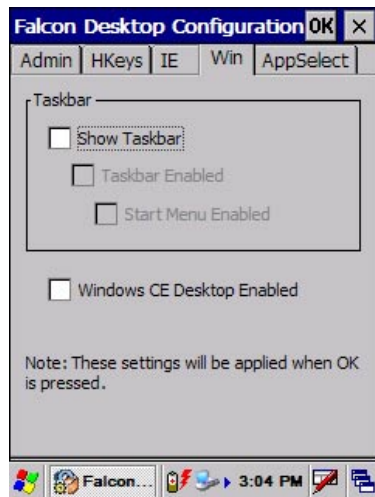 Falcon Desktop Configuration OK
Admin HKeys IE Win AppSelect
Taskbar
Show Taskbar
Taskbar Enabled
Start Menu Enabled
Windows CE Desktop Enabled
Note: These settings will be applied when OK
is pressed.
Falcon... 3:04 PM